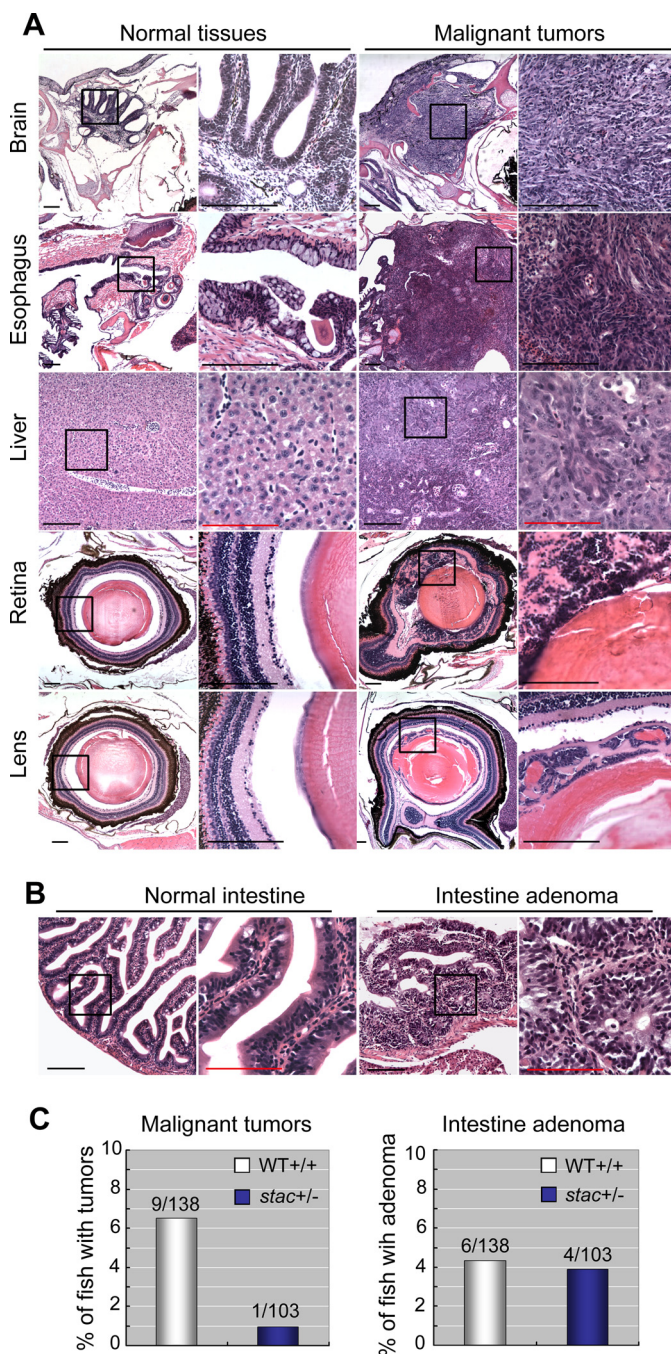 A
Normal tissues
Malignant tumors
Brain
Esophagus
Liver
Retina
Lens
B
Normal intestine
Intestine adenoma
C
Malignant tumors
% of fish with tumors
10
8
6
4
2
0
WT+/+
stac+/-
9/138
1/103
Intestine adenoma
% of fish wih adenoma
10
8
6
4
2
0
WT+/+
stac+/-
6/138
4/103